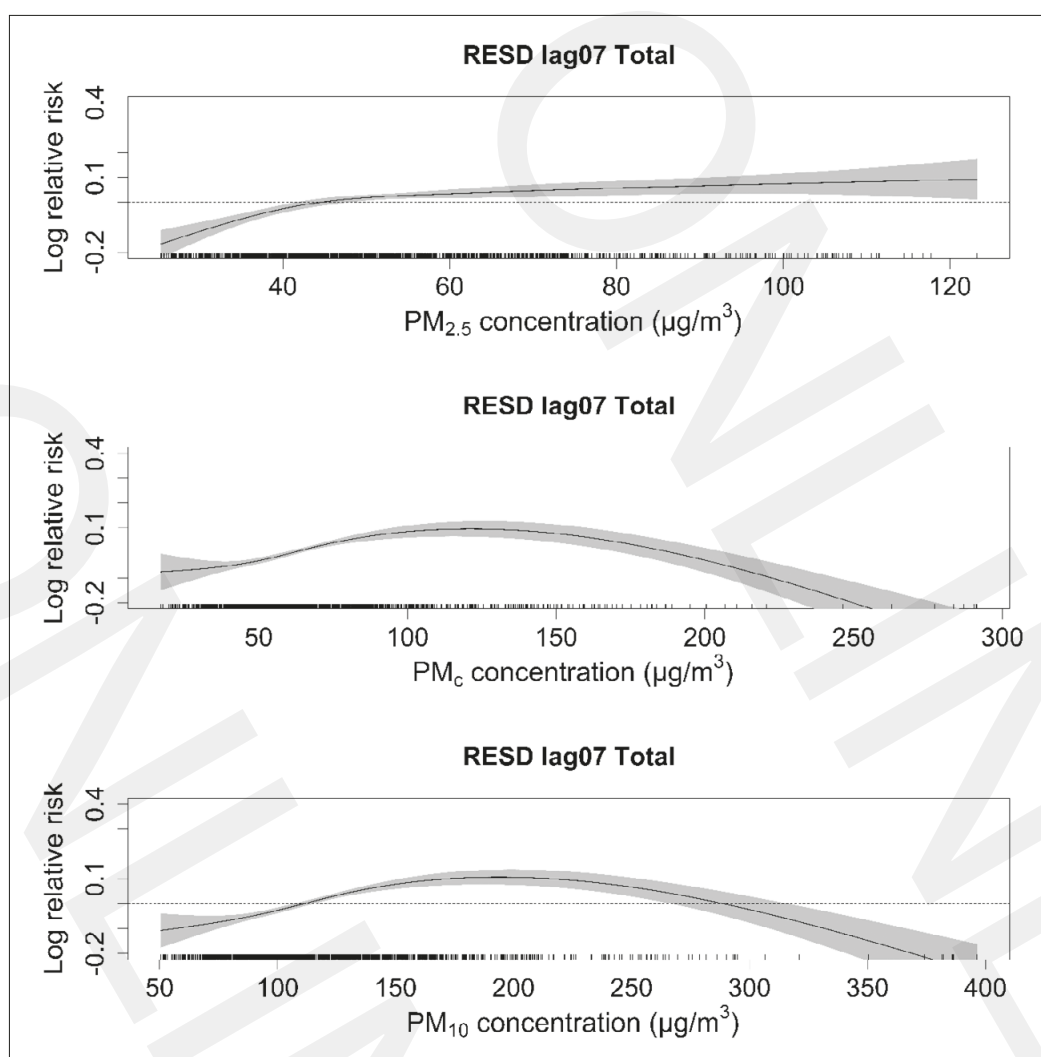 RESD lag07 Total
Log relative risk
0.4
0.1
-0.2
40 60 80 100 120
PM2.5 concentration (µg/m³)
RESD lag07 Total
Log relative risk
0.4
0.1
-0.2
50 100 150 200 250 300
PMc concentration (µg/m³)
RESD lag07 Total
Log relative risk
0.4
0.1
-0.2
50 100 150 200 250 300 350 400
PM10 concentration (µg/m³)